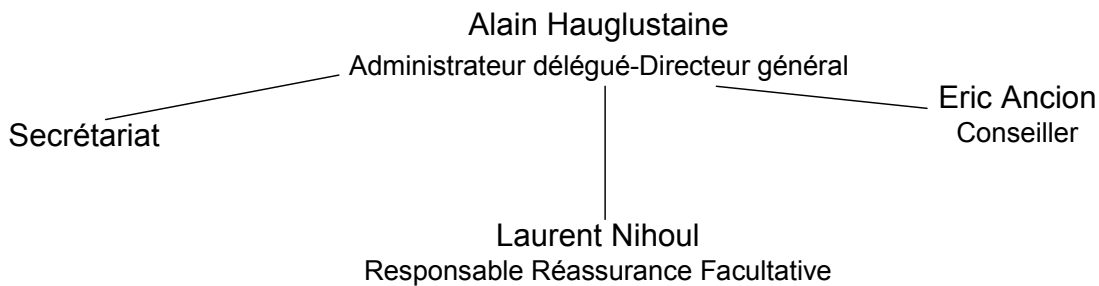 Alain Hauglustaine
Administrateur délégué-Directeur général
Secrétariat
Eric Ancion
Conseiller
Laurent Nihoul
Responsable Réassurance Facultative